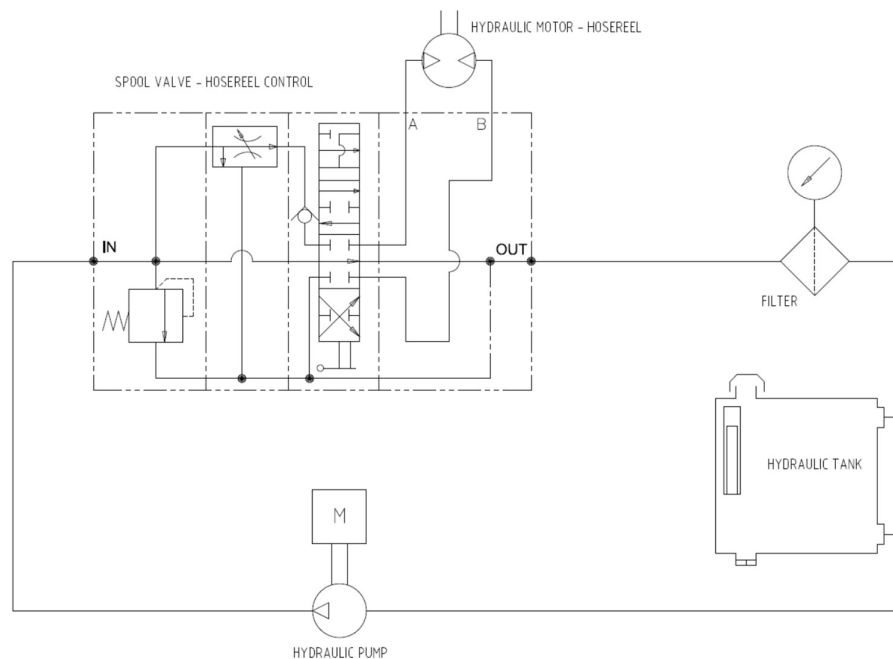 HYDRAULIC MOTOR - HOSEREEL
SPOOL VALVE - HOSEREEL CONTROL
A
B
IN
OUT
FILTER
HYDRAULIC TANK
M
HYDRAULIC PUMP